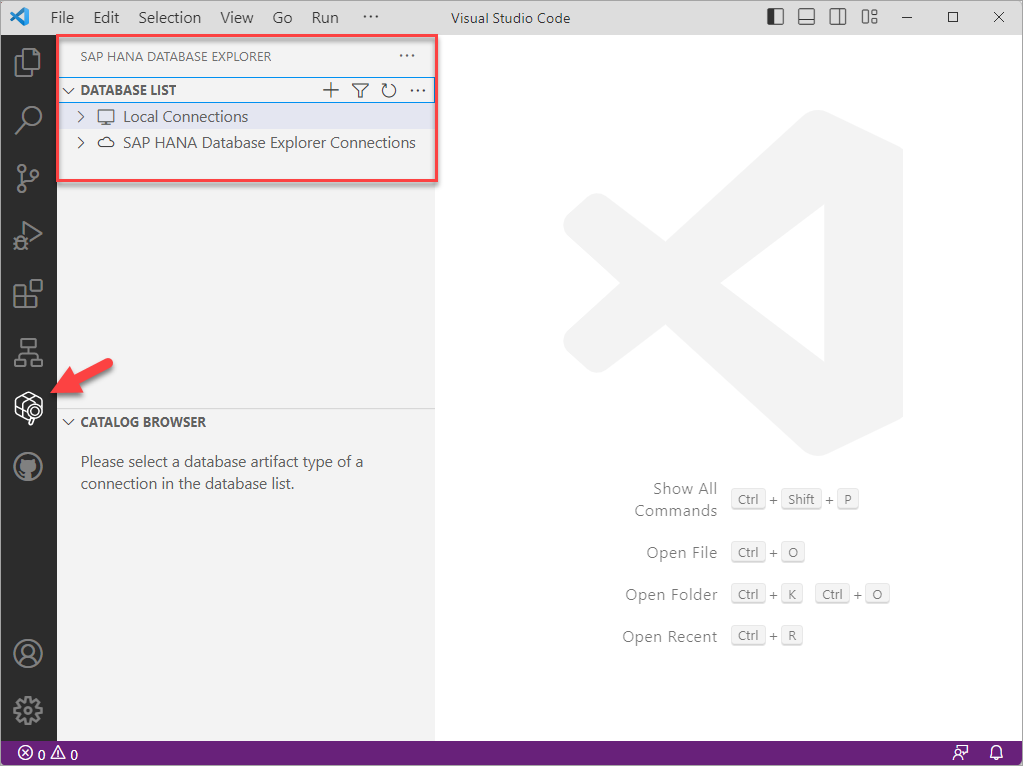 File Edit Selection View Go Run ··· Visual Studio Code
SAP HANA DATABASE EXPLORER ···
DATABASE LIST ···
Local Connections
SAP HANA Database Explorer Connections
CATALOG BROWSER
Please select a database artifact type of a
connection in the database list.
Show All
Commands Ctrl + Shift + P
Open File Ctrl + O
Open Folder Ctrl + K Ctrl + O
Open Recent Ctrl + R
0 0